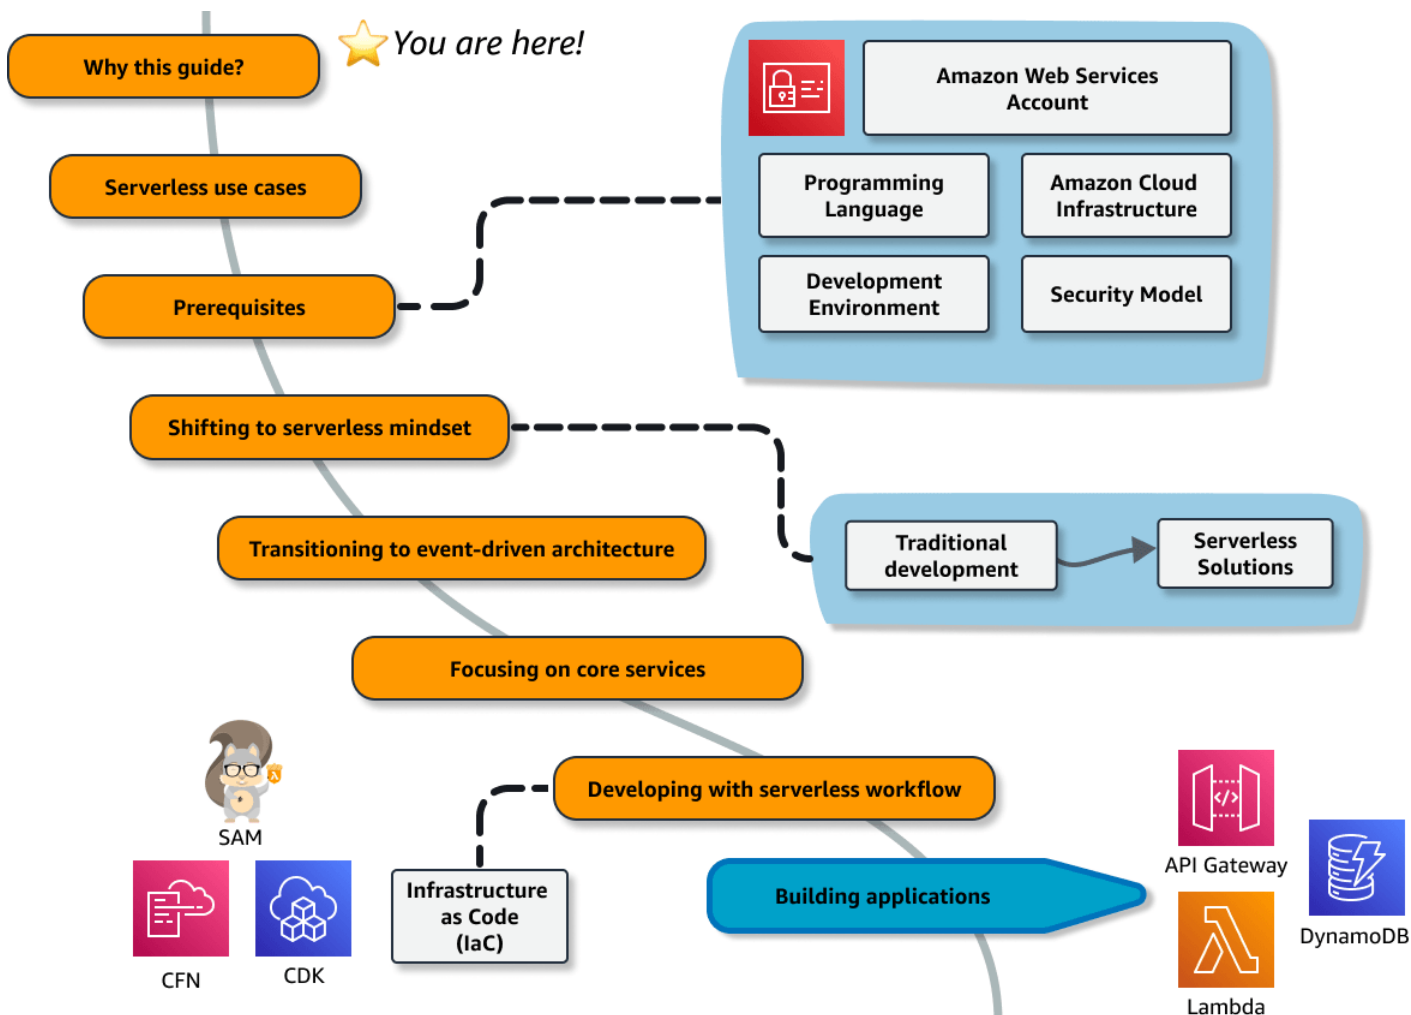 Why this guide?
You are here!
Serverless use cases
Prerequisites
Amazon Web Services
Account
Programming
Language
Amazon Cloud
Infrastructure
Development
Environment
Security Model
Shifting to serverless mindset
Transitioning to event-driven architecture
Traditional
development
Serverless
Solutions
Focusing on core services
Developing with serverless workflow
SAM
CFN
CDK
Infrastructure
as Code
(IaC)
Building applications
API Gateway
DynamoDB
Lambda